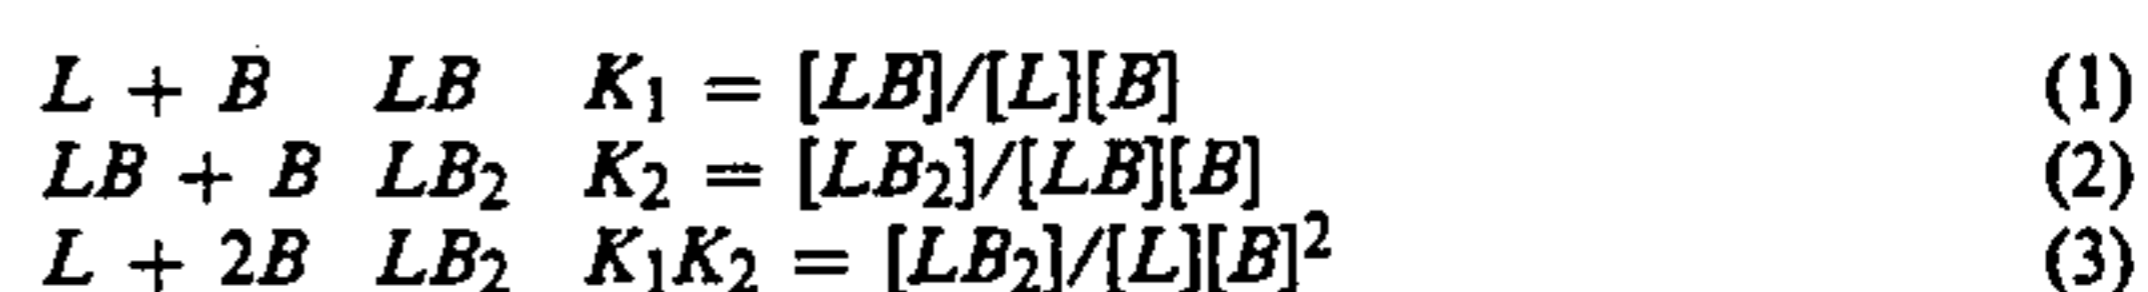 L + B LB K₁ = [LB]/[L][B] (1)
LB + B LB₂ K₂ = [LB₂]/[LB][B] (2)
L + 2B LB₂ K₁K₂ = [LB₂]/[L][B]² (3)